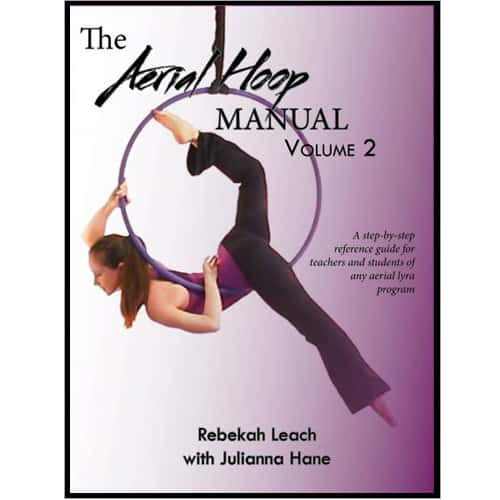 The
Aerial Hoop
MANUAL
VOLUME 2
A step-by-step
reference guide for
teachers and students of
any aerial lyra
program
Rebekah Leach
with Julianna Hane